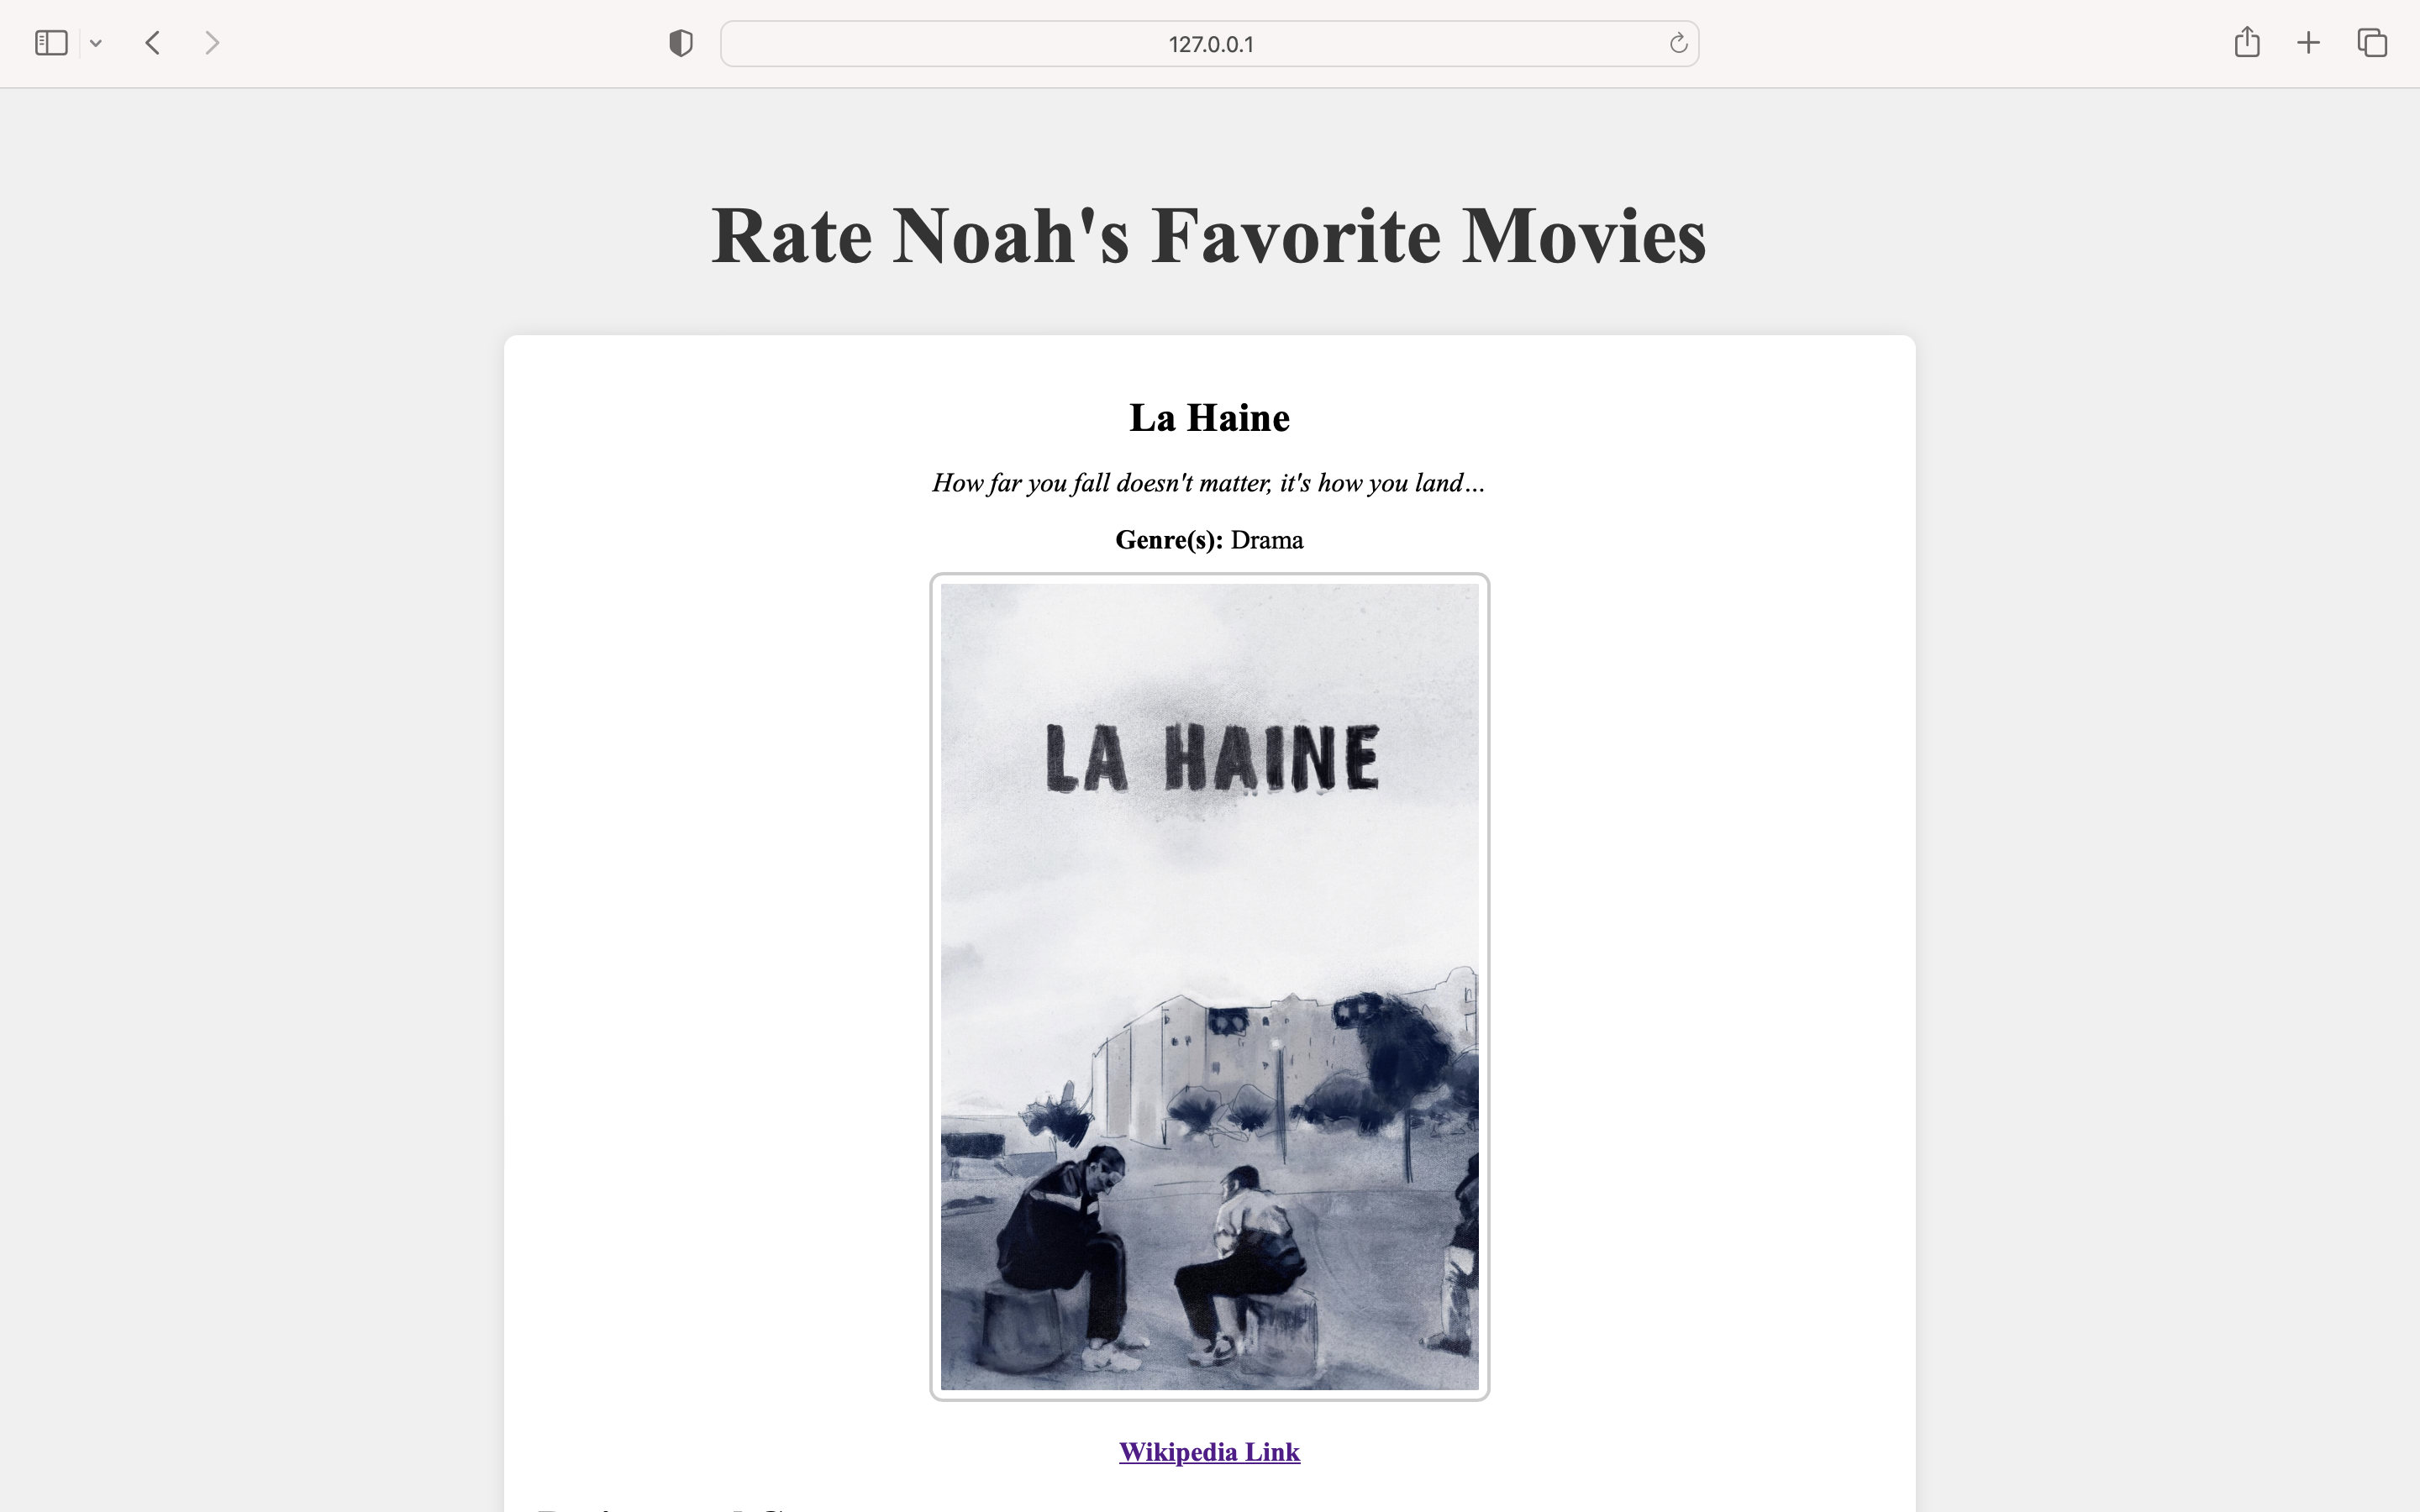 127.0.0.1
Rate Noah's Favorite Movies
La Haine
How far you fall doesn't matter, it's how you land…
Genre(s): Drama
LA HAINE
Wikipedia Link